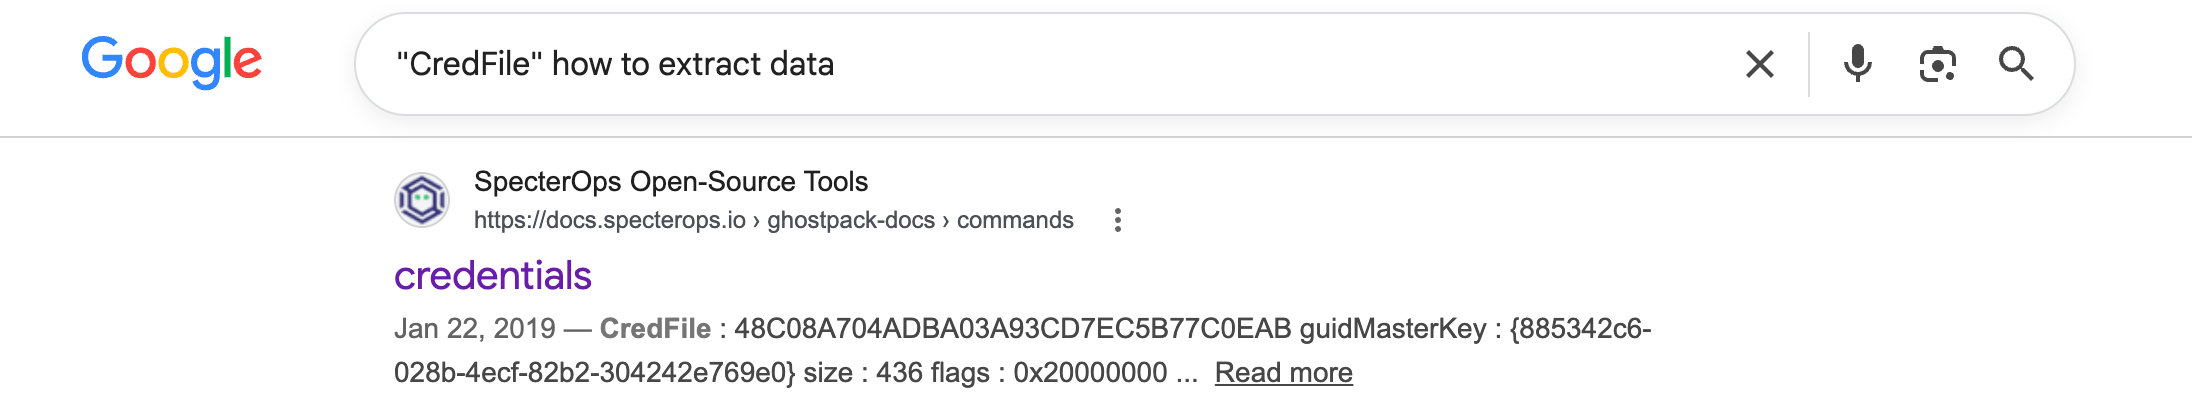 Google
"CredFile" how to extract data
SpecterOps Open-Source Tools
https://docs.specterops.io › ghostpack-docs › commands
credentials
Jan 22, 2019 — CredFile : 48C08A704ADBA03A93CD7EC5B77C0EAB guidMasterKey : {885342c6-
028b-4ecf-82b2-304242e769e0} size : 436 flags : 0x20000000 ... Read more